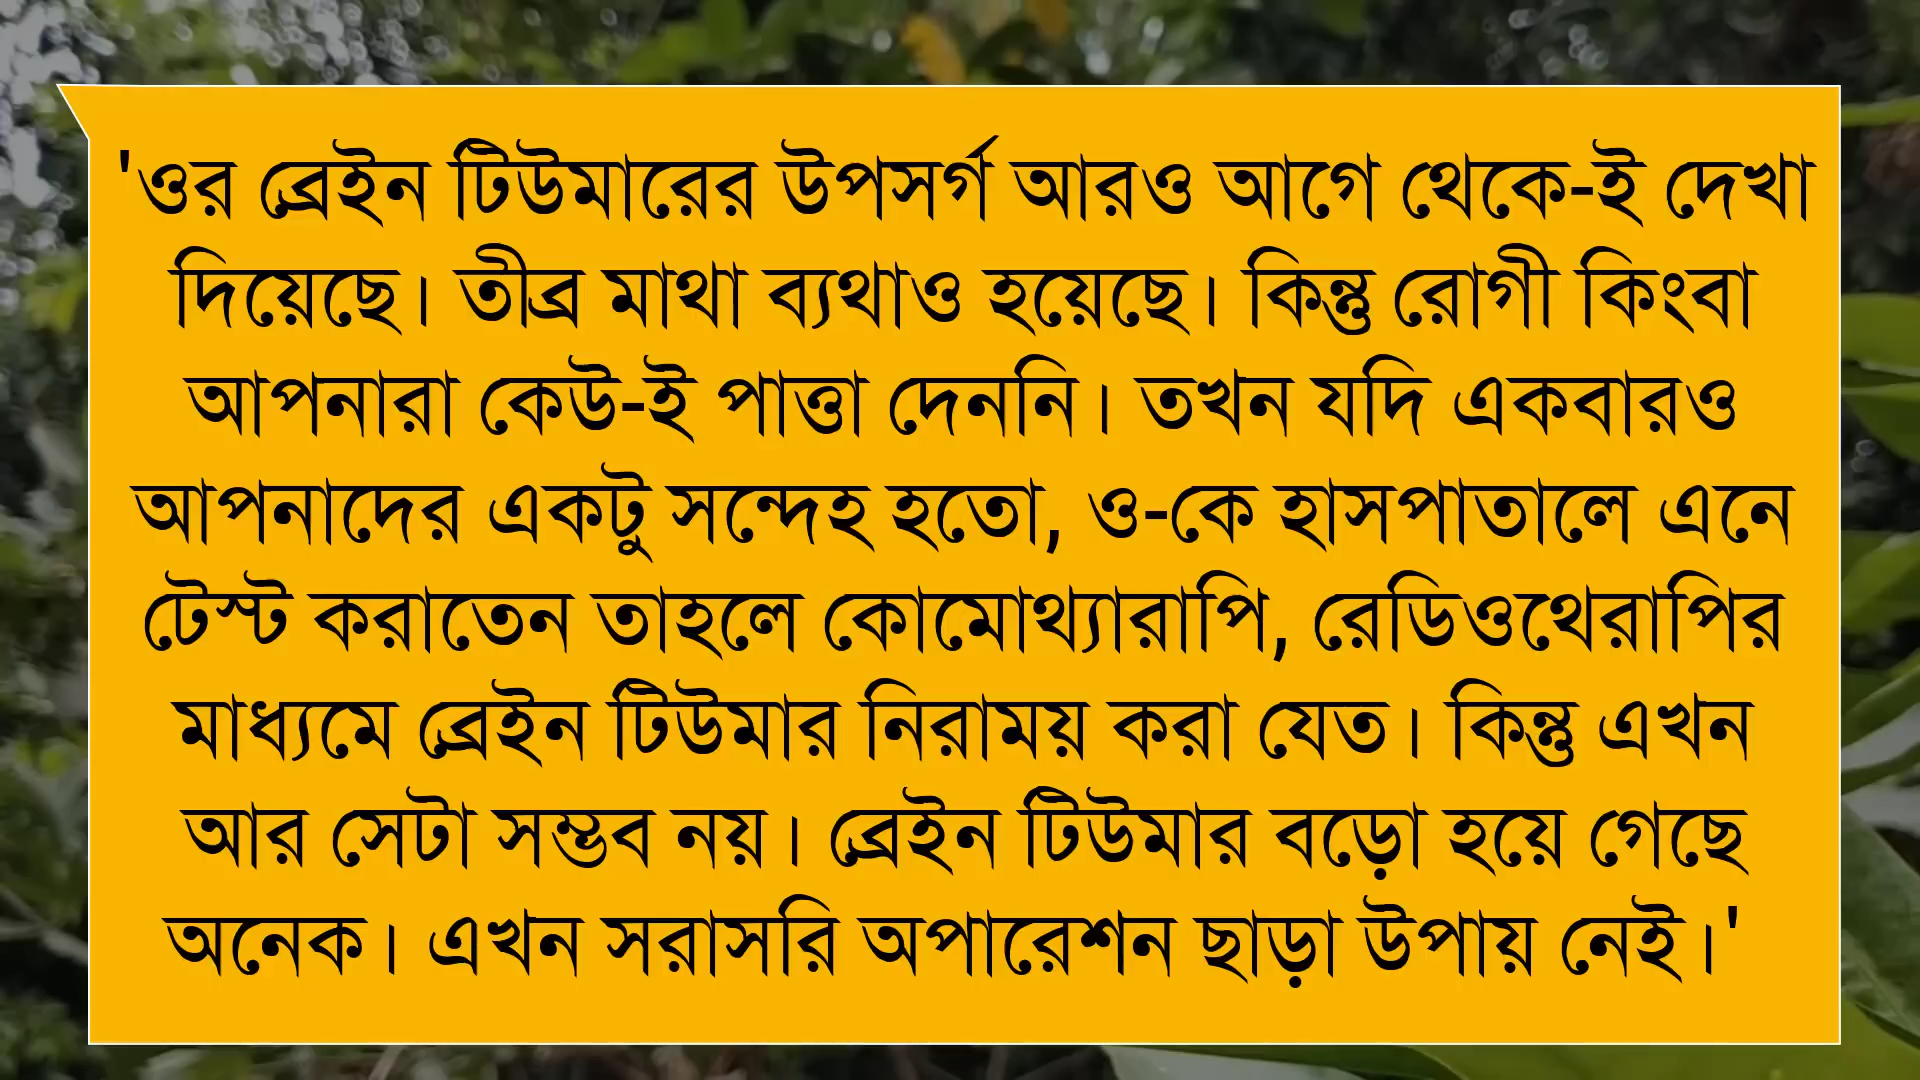 'ওর ব্রেইন টিউমারের উপসর্গ আরও আগে থেকে-ই দেখা
দিয়েছে। তীব্র মাথা ব্যথাও হয়েছে। কিন্তু রোগী কিংবা
আপনারা কেউ-ই পাত্তা দেননি। তখন যদি একবারও
আপনাদের একটু সন্দেহ হতো, ও-কে হাসপাতালে এনে
টেস্ট করাতেন তাহলে কোমোথ্যারাপি, রেডিওথেরাপির
মাধ্যমে ব্রেইন টিউমার নিরাময় করা যেত। কিন্তু এখন
আর সেটা সম্ভব নয়। ব্রেইন টিউমার বড়ো হয়ে গেছে
অনেক। এখন সরাসরি অপারেশন ছাড়া উপায় নেই।'